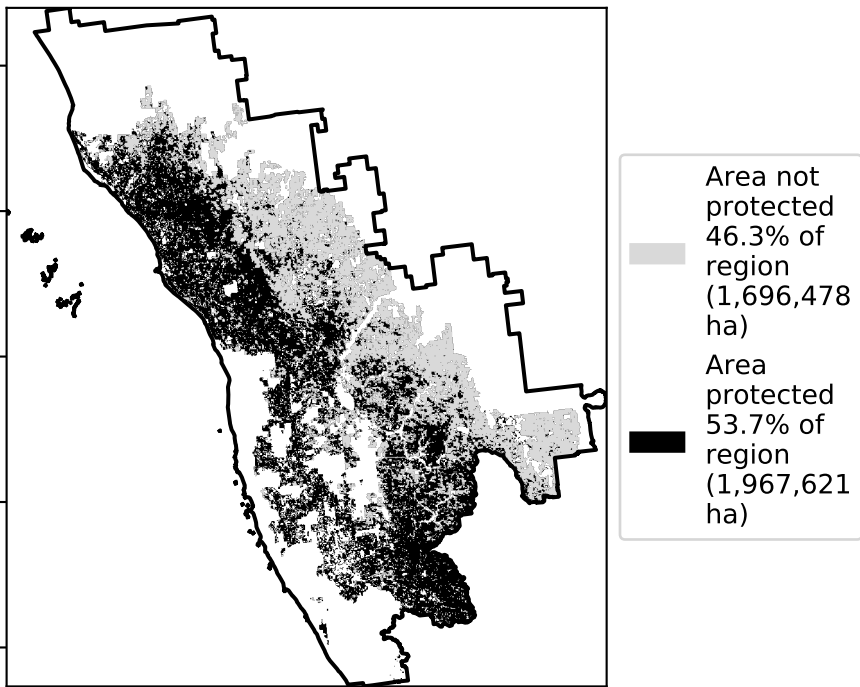 Area not
protected
46.3% of
region
(1,696,478
ha)
Area
protected
53.7% of
region
(1,967,621
ha)